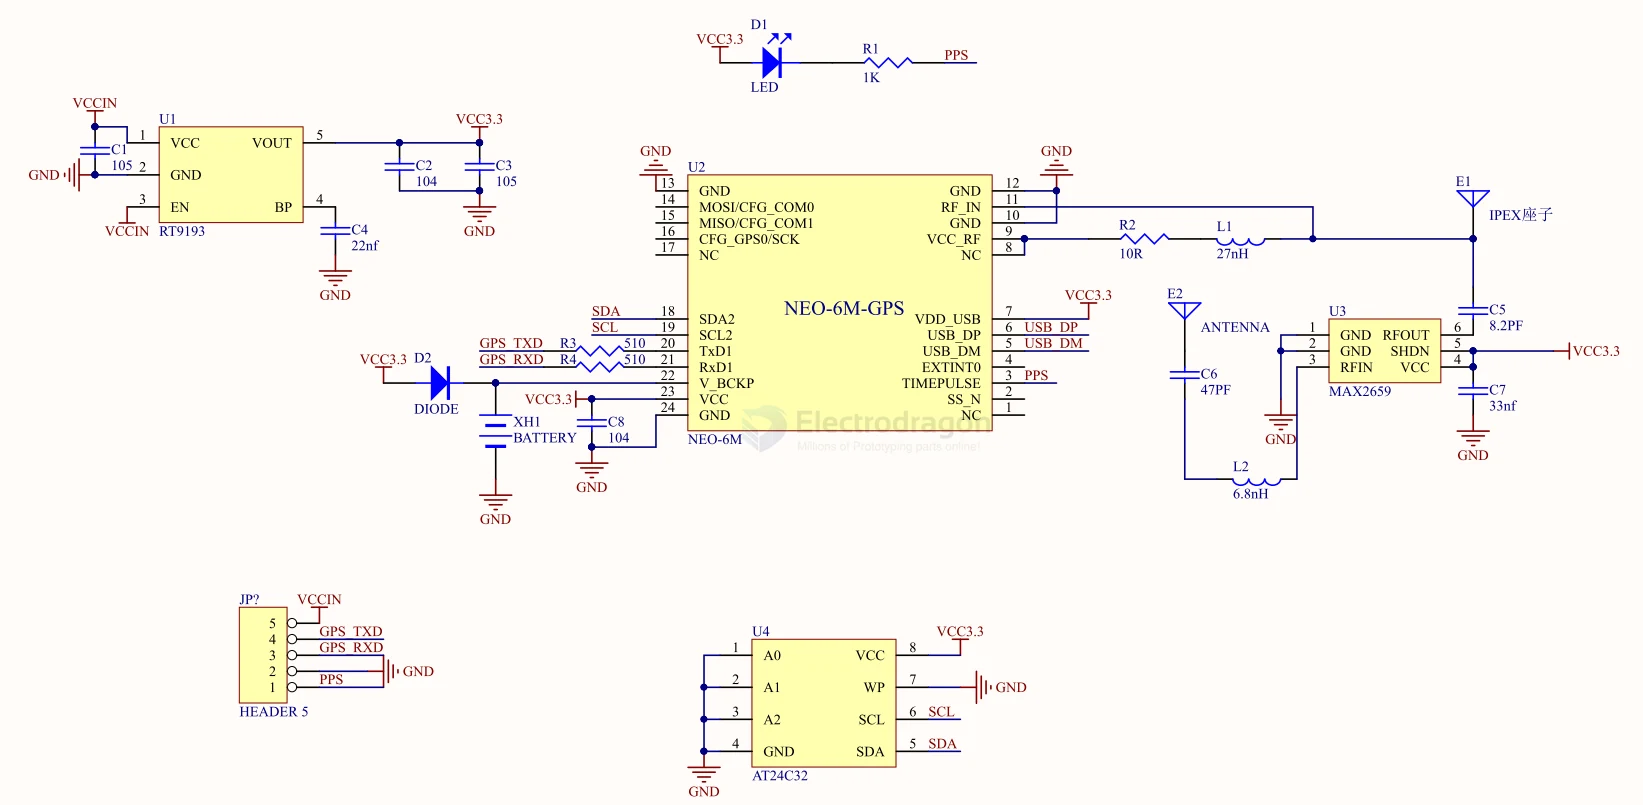 D1
VCC3.3
LED
R1
1K
PPS
VCCIN
U1
1
VCC
VOUT
5
VCC3.3
C1
105
2
GND
GND
C2
104
C3
105
3
EN
BP
4
VCCIN
RT9193
GND
C4
22nf
GND
GND
U2
GND
13
GND
GND
12
14
MOSI/CFG_COM0
RF_IN
11
15
MISO/CFG_COM1
GND
10
16
CFG_GPS0/SCK
VCC_RF
9
17
NC
NC
8
NEO-6M-GPS
SDA
18
SDA2
VDD_USB
7
VCC3.3
SCL
19
SCL2
USB_DP
6
USB_DP
GPS_TXD
R3
510
20
TxD1
USB_DM
5
USB_DM
GPS_RXD
R4
510
21
RxD1
EXTINT0
4
22
V_BCKP
TIMEPULSE
3
PPS
23
VCC
SS_N
2
24
GND
NC
1
NEO-6M
Electrodragon
Millions of Prototyping parts online!
VCC3.3
D2
DIODE
XH1
BATTERY
GND
VCC3.3
C8
104
GND
R2
10R
L1
27nH
E1
IPEX座子
E2
ANTENNA
C6
47PF
L2
6.8nH
C5
8.2PF
U3
1
GND
RFOUT
6
2
GND
SHDN
5
VCC3.3
3
RFIN
VCC
4
MAX2659
GND
C7
33nf
GND
JP?
VCCIN
5
4
GPS_TXD
3
GPS_RXD
2
GND
1
PPS
HEADER 5
U4
VCC3.3
1
A0
VCC
8
2
A1
WP
7
GND
3
A2
SCL
6
SCL
4
GND
SDA
5
SDA
AT24C32
GND